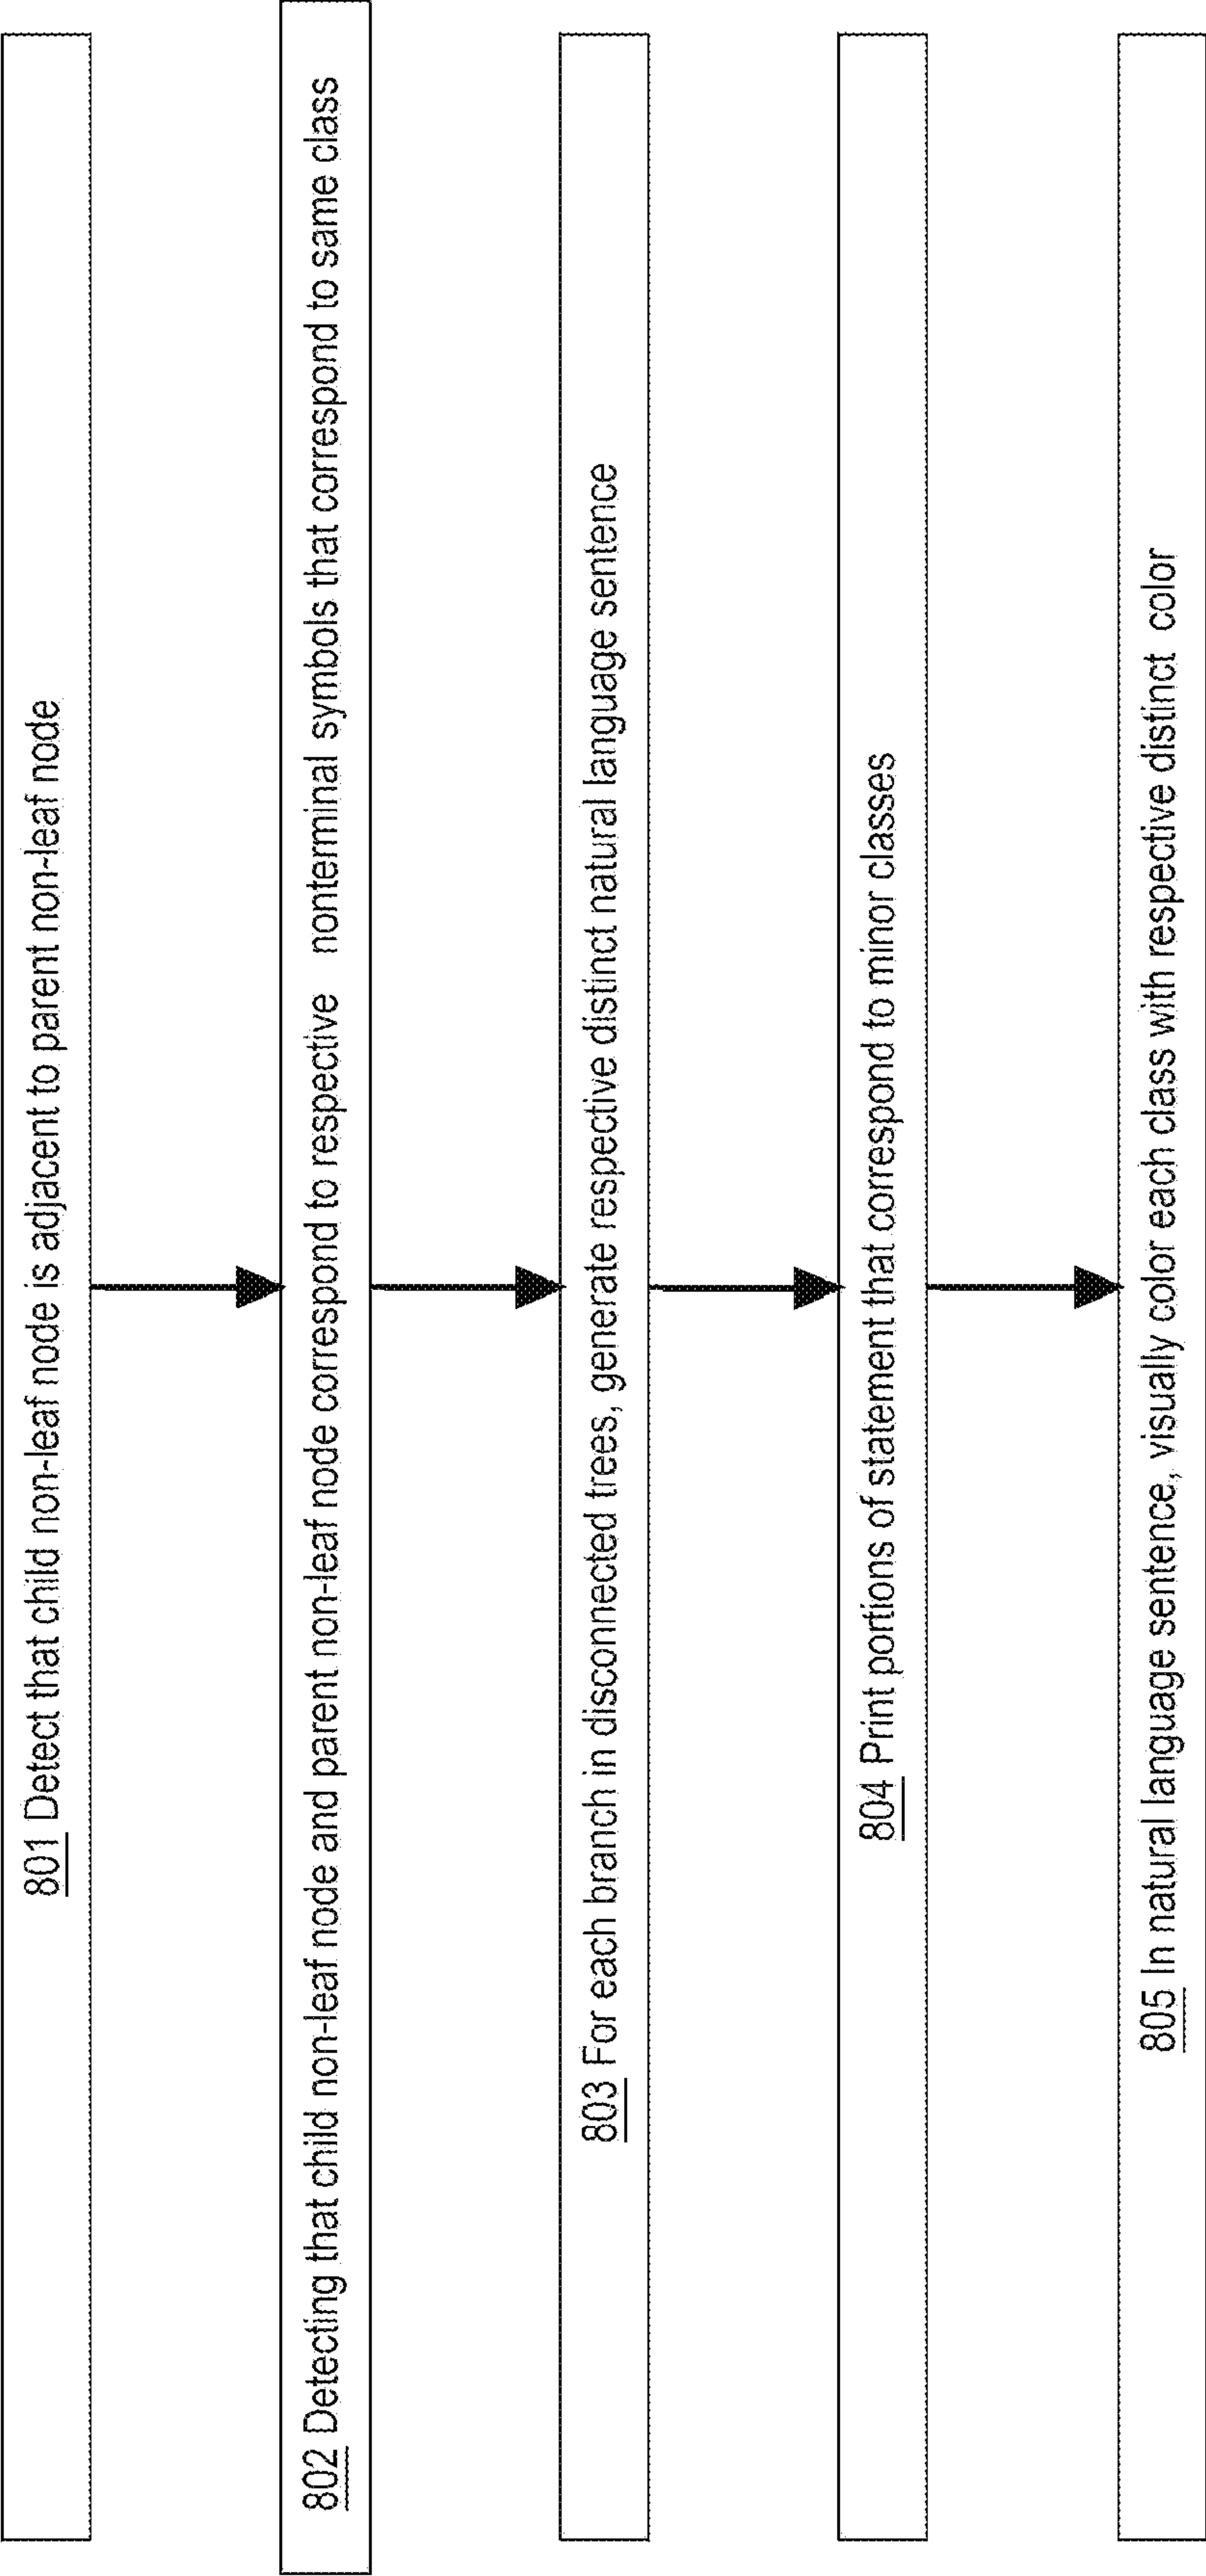 801 Detect that child non-leaf node is adjacent to parent non-leaf node
802 Detecting that child non-leaf node and parent non-leaf node correspond to respective nonterminal symbols that correspond to same class
803 For each branch in disconnected trees, generate respective distinct natural language sentence
804 Print portions of statement that correspond to minor classes
805 In natural language sentence, visually color each class with respective distinct color